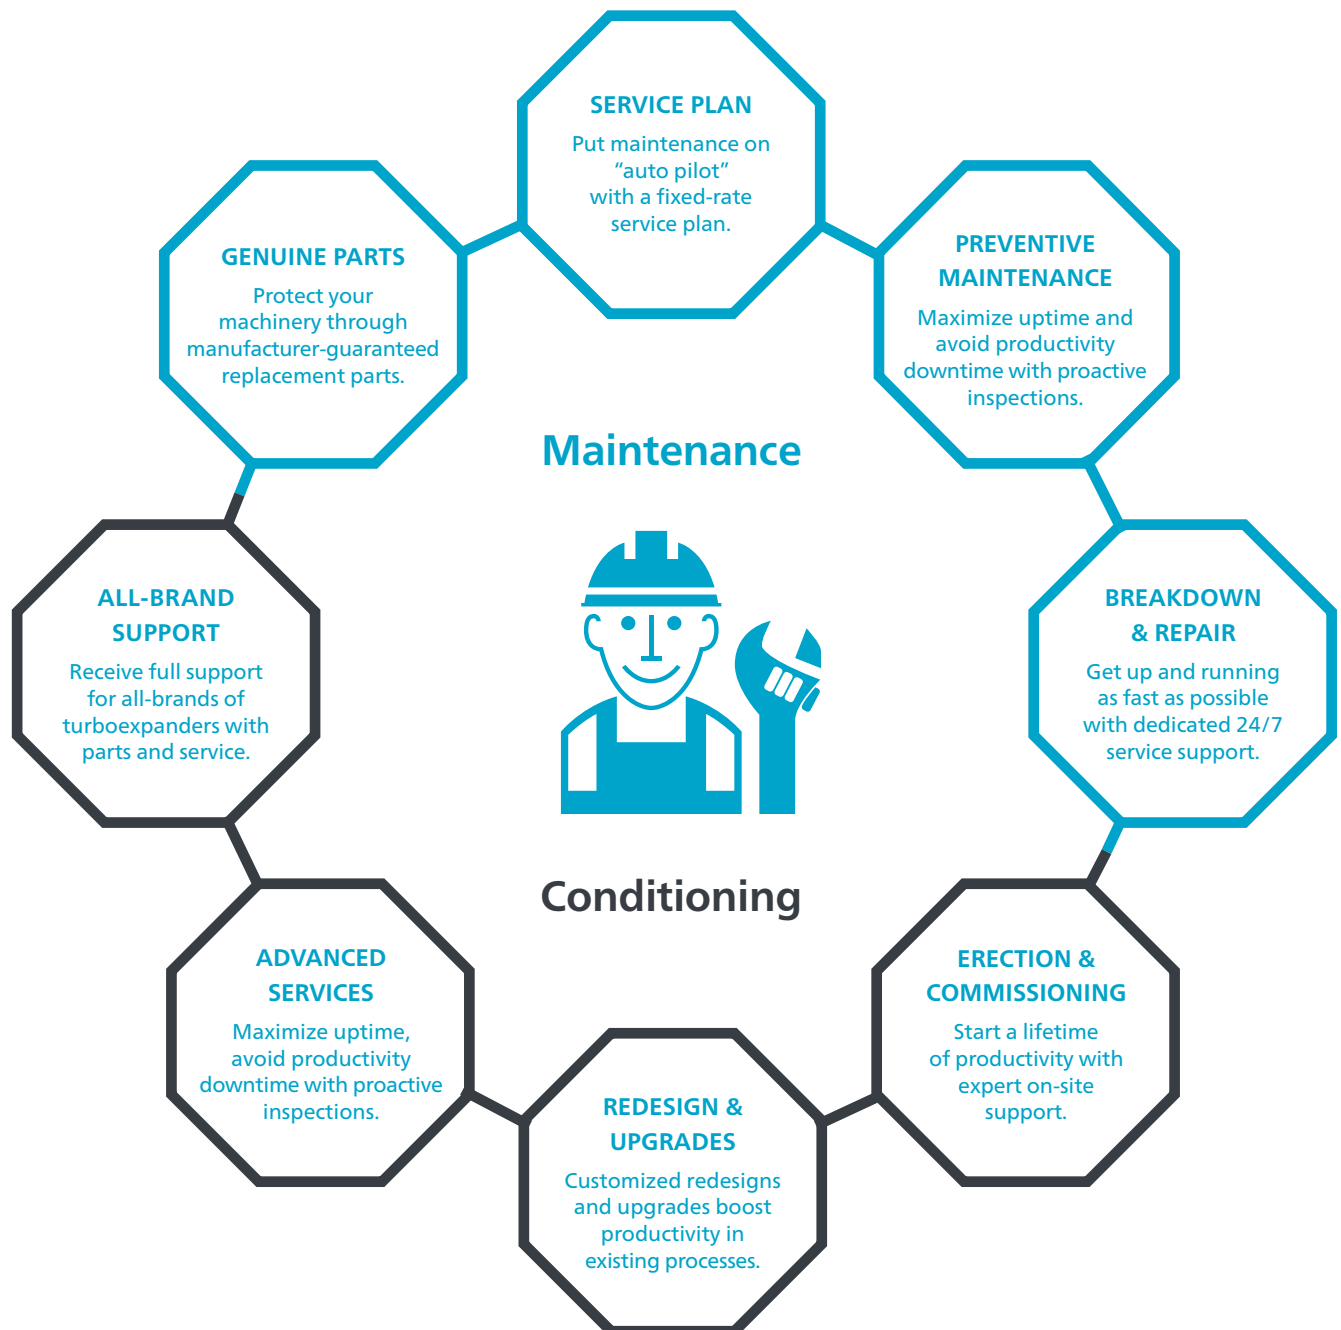 SERVICE PLAN
Put maintenance on
“auto pilot”
with a fixed-rate
service plan.
GENUINE PARTS
Protect your
machinery through
manufacturer-guaranteed
replacement parts.
PREVENTIVE
MAINTENANCE
Maximize uptime and
avoid productivity
downtime with proactive
inspections.
Maintenance
ALL-BRAND
SUPPORT
Receive full support
for all-brands of
turboexpanders with
parts and service.
BREAKDOWN
& REPAIR
Get up and running
as fast as possible
with dedicated 24/7
service support.
Conditioning
ADVANCED
SERVICES
Maximize uptime,
avoid productivity
downtime with proactive
inspections.
ERECTION &
COMMISSIONING
Start a lifetime
of productivity with
expert on-site
support.
REDESIGN &
UPGRADES
Customized redesigns
and upgrades boost
productivity in
existing processes.